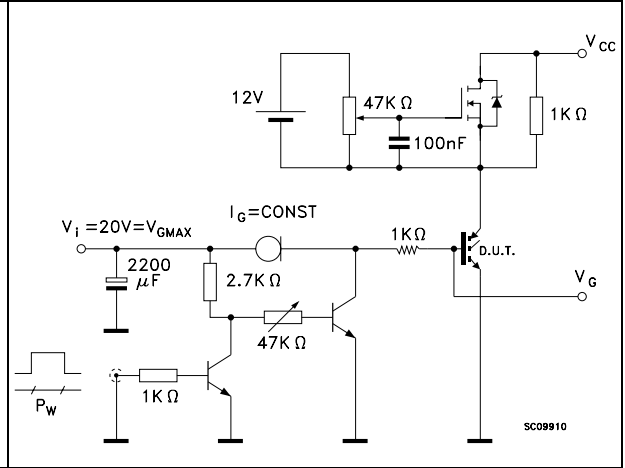 V CC
12V
47K Ω
1K Ω
100nF
I G =CONST
V i =20V=V GMAX
1K Ω
D.U.T.
2200
μF
2.7K Ω
V G
47K Ω
1K Ω
P W
SC09910